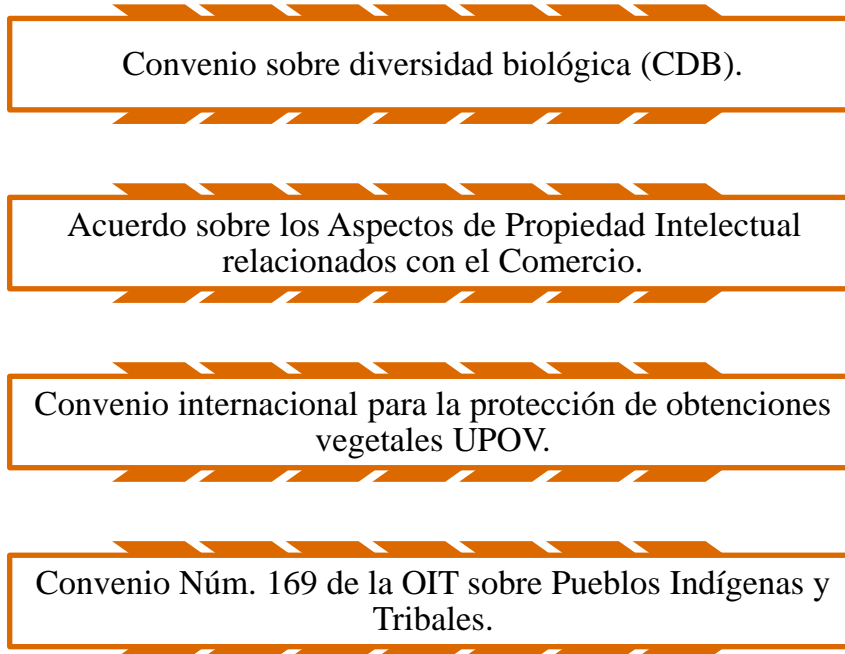 Convenio sobre diversidad biológica (CDB).
Acuerdo sobre los Aspectos de Propiedad Intelectual
relacionados con el Comercio.
Convenio internacional para la protección de obtenciones
vegetales UPOV.
Convenio Núm. 169 de la OIT sobre Pueblos Indígenas y
Tribales.